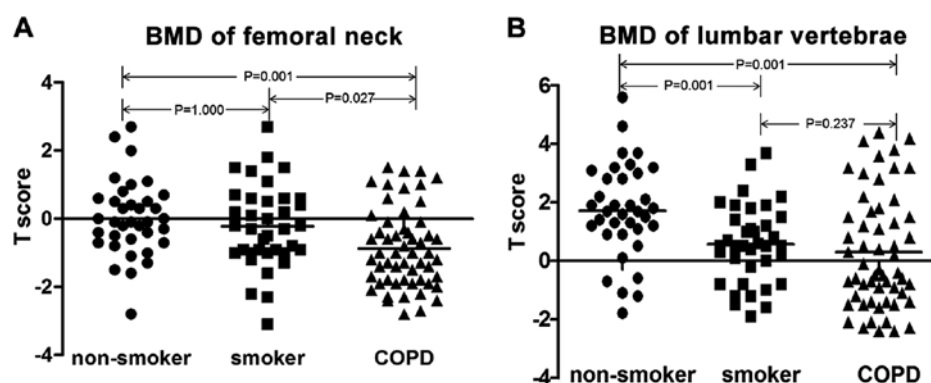 A
BMD of femoral neck
P=0.001
P=1.000
P=0.027
T score
4
2
0
-2
-4
non-smoker
smoker
COPD
B
BMD of lumbar vertebrae
P=0.001
P=0.001
P=0.237
T score
6
4
2
0
-2
-4
non-smoker
smoker
COPD